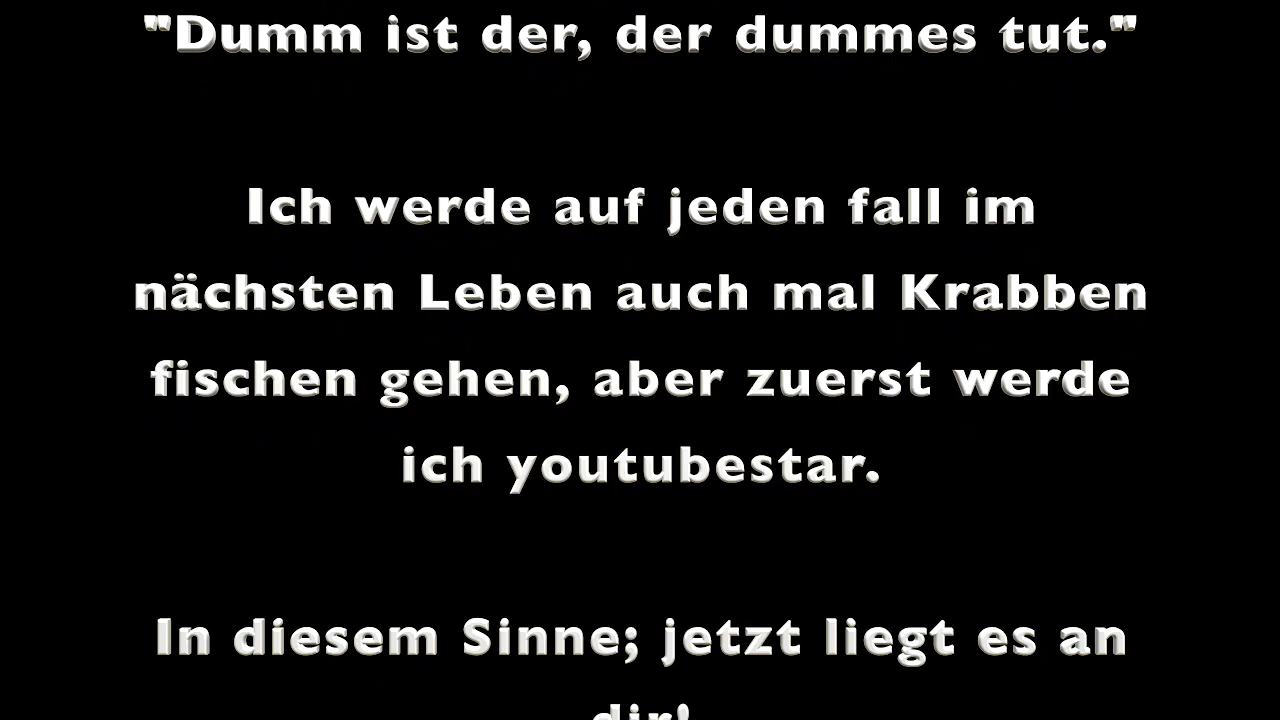 "Dumm ist der, der dummes tut."
Ich werde auf jeden fall im
nächsten Leben auch mal Krabben
fischen gehen, aber zuerst werde
ich youtubestar.
In diesem Sinne; jetzt liegt es an
dir!